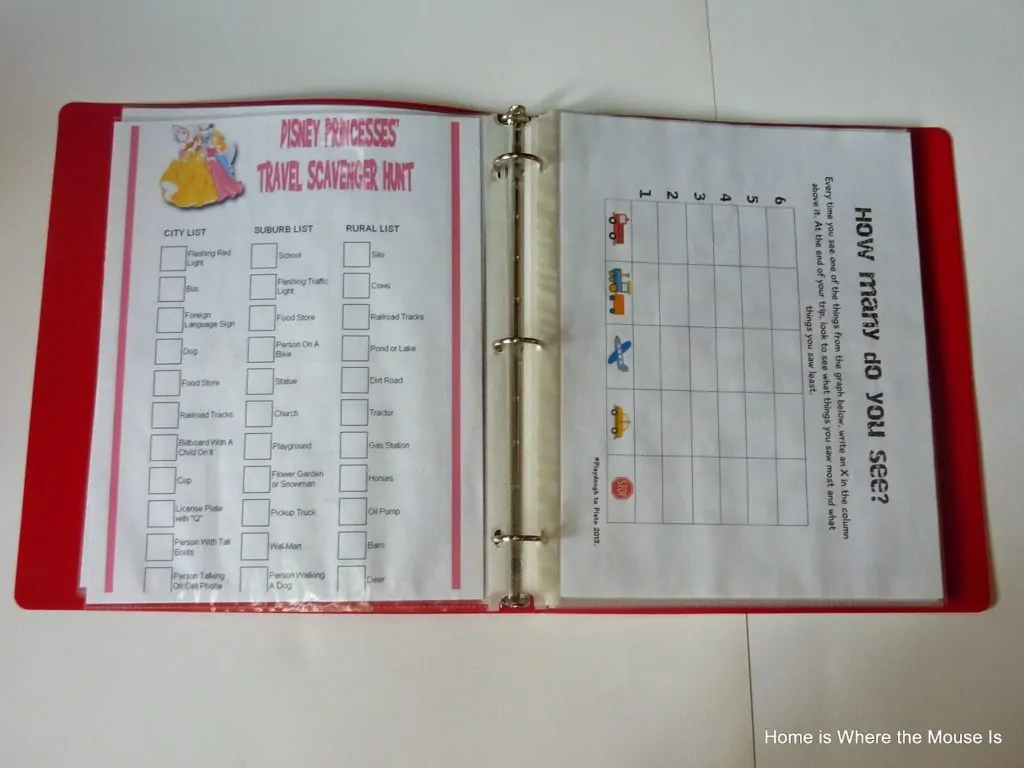 DISNEY PRINCESSES'
TRAVEL SCAVENGER HUNT
CITY LIST
Flashing Red
Light
Bus
Foreign
Language Sign
Dog
Food Store
Railroad Tracks
Billboard With A
Child On It
Cop
License Plate
with "Q"
Person With Tall
Boots
Person Talking
On Cell Phone
SUBURB LIST
School
Flashing Traffic
Light
Food Store
Person On A
Bike
Statue
Church
Playground
Flower Garden
or Snowman
Pickup Truck
Wal-Mart
Person Walking
A Dog
RURAL LIST
Silo
Cows
Railroad Tracks
Pond or Lake
Dirt Road
Tractor
Gas Station
Horses
Oil Pump
Barn
Deer
How many do you see?
Every time you see one of the things from the graph below, write an X in the column
above it. At the end of your trip, look to see what things you saw most and what
things you saw least.
6
5
4
3
2
1
STOP
©Playdough to Plato 2013.
Home is Where the Mouse Is